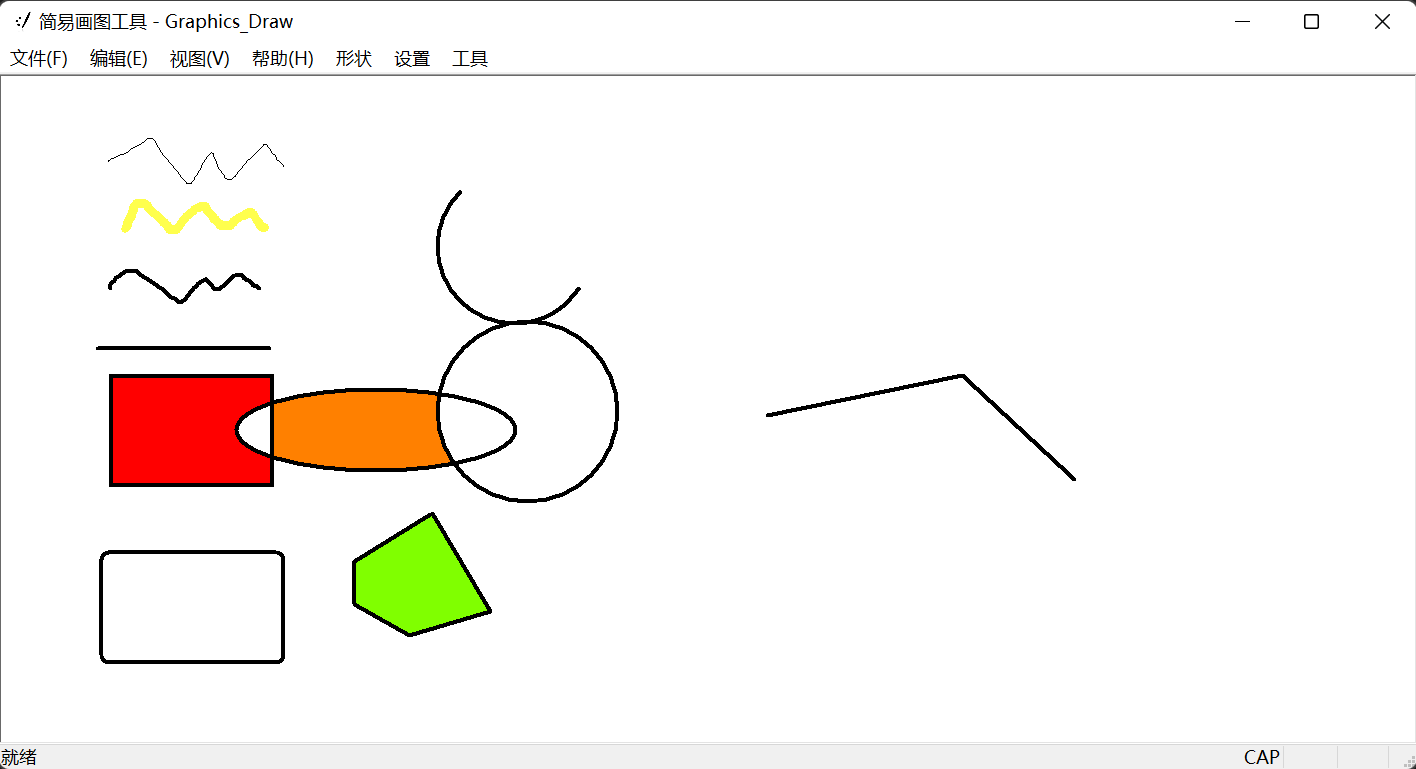 简易画图工具 - Graphics_Draw
文件(F) 编辑(E) 视图(V) 帮助(H) 形状 设置 工具
就绪 CAP